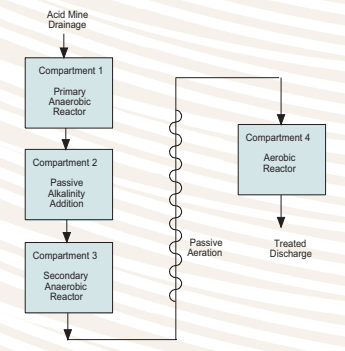 Acid Mine
Drainage
Compartment 1
Primary
Anaerobic
Reactor
Compartment 2
Passive
Alkalinity
Addition
Compartment 3
Secondary
Anaerobic
Reactor
Passive
Aeration
Compartment 4
Aerobic
Reactor
Treated
Discharge